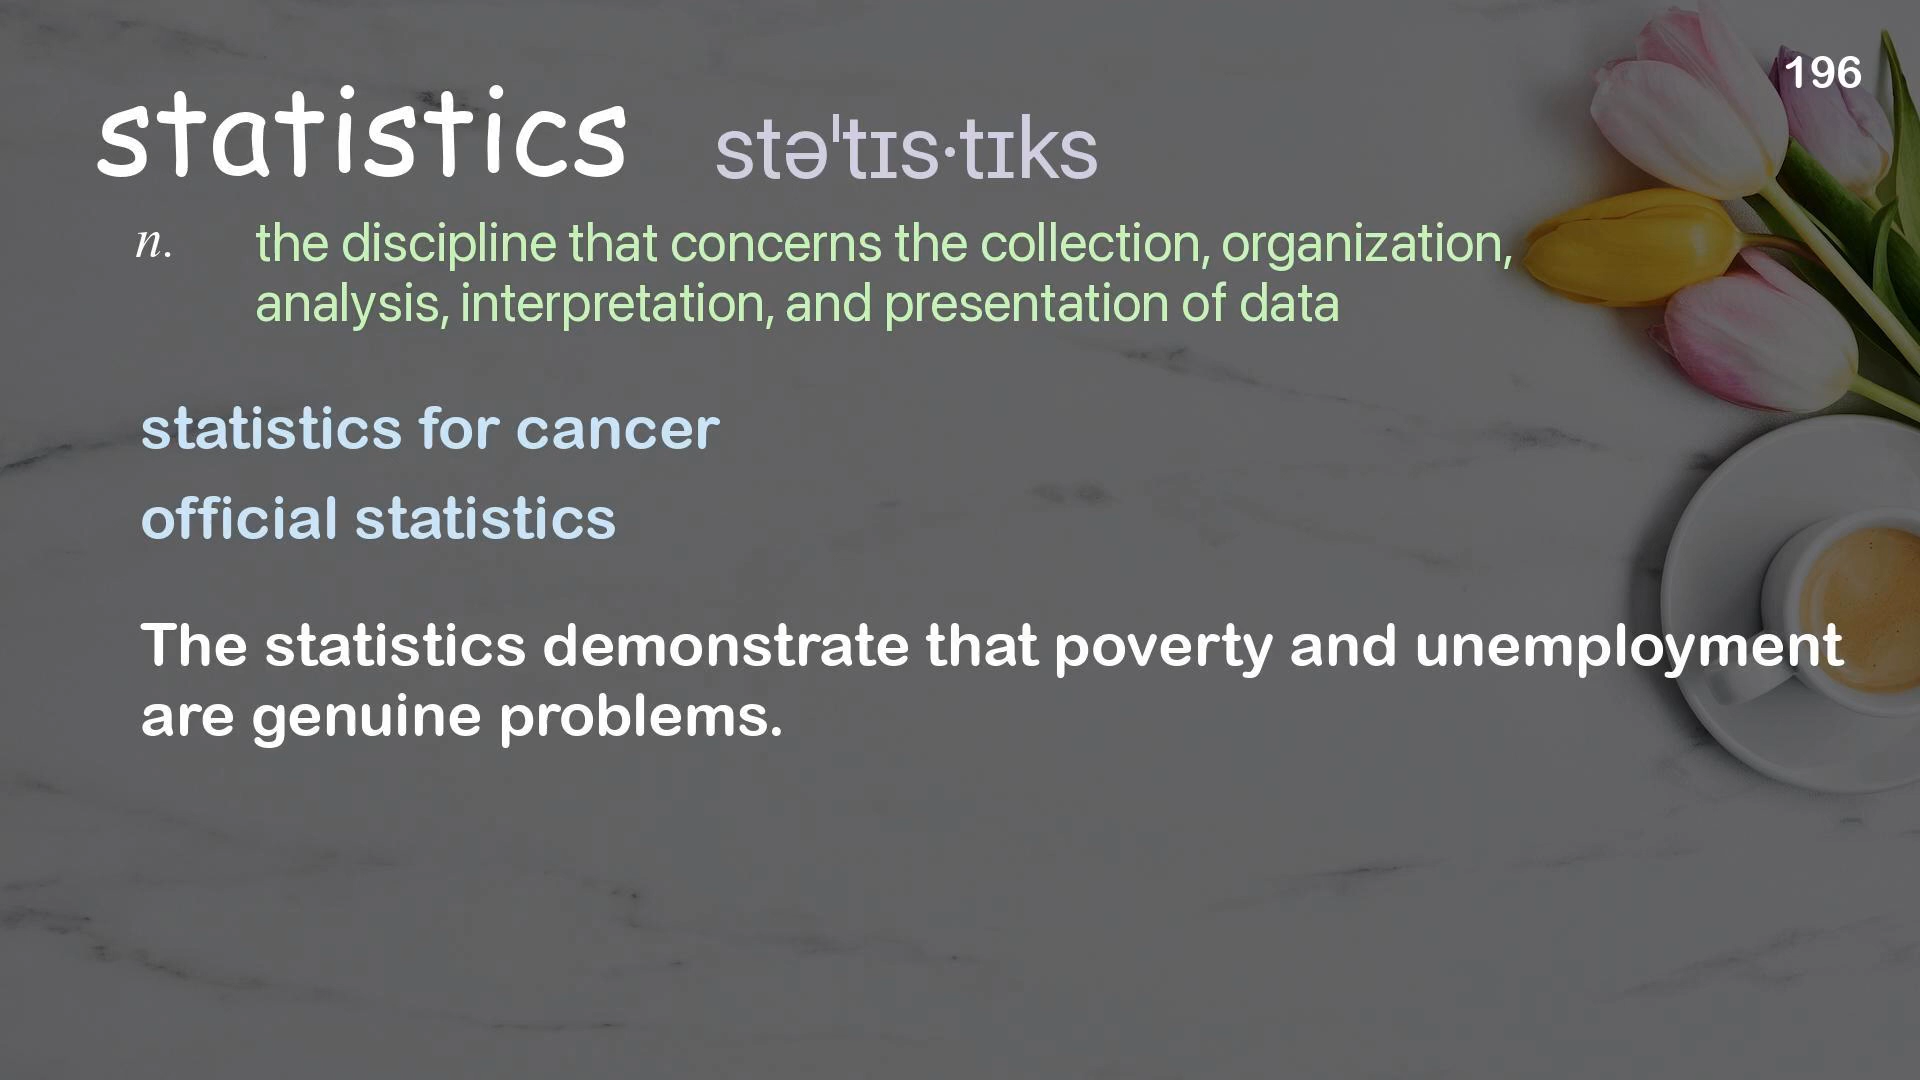 196
statistics stəˈtɪs·tɪks
n. the discipline that concerns the collection, organization,
analysis, interpretation, and presentation of data
statistics for cancer
official statistics
The statistics demonstrate that poverty and unemployment
are genuine problems.